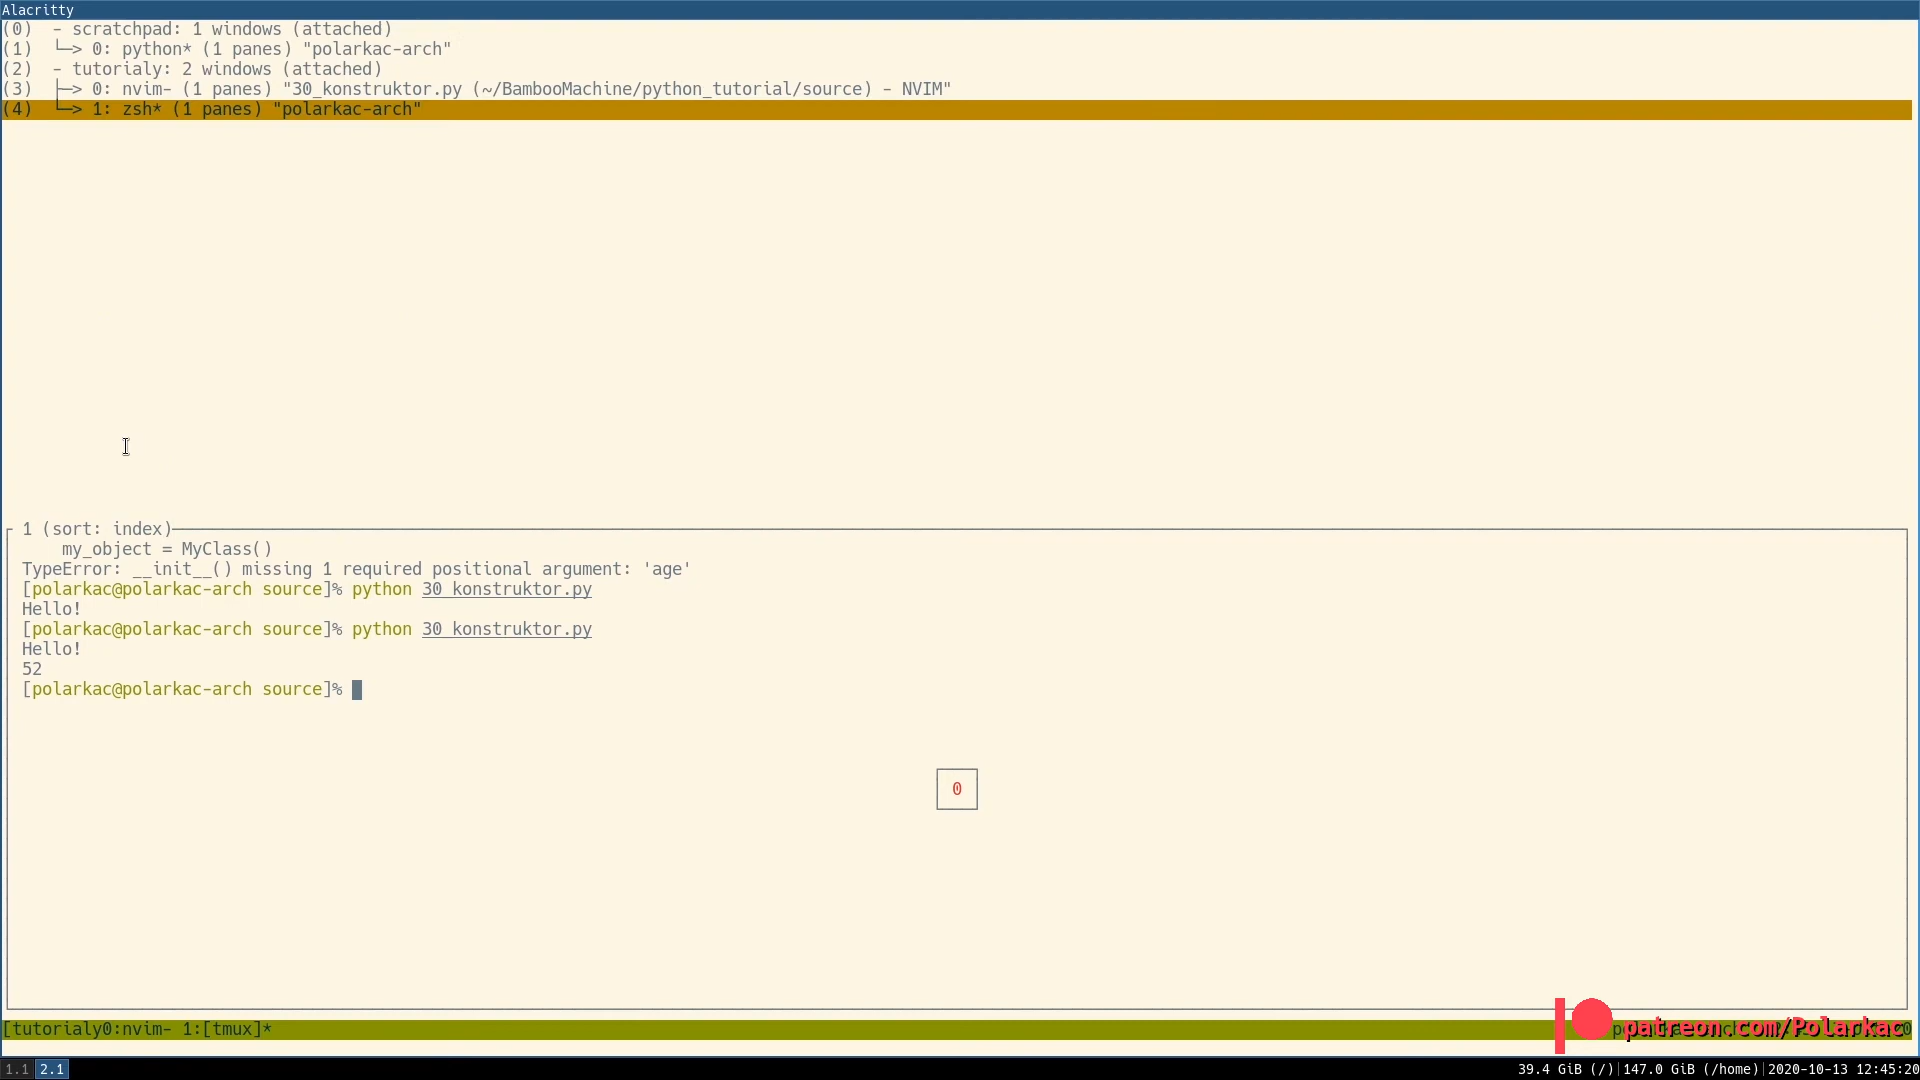 Alacritty
(0)  - scratchpad: 1 windows (attached)
(1)  └─> 0: python* (1 panes) "polarkac-arch"
(2)  - tutorialy: 2 windows (attached)
(3)  ├─> 0: nvim- (1 panes) "30_konstruktor.py (~/BambooMachine/python_tutorial/source) - NVIM"
(4)  └─> 1: zsh* (1 panes) "polarkac-arch"
1 (sort: index)
my_object = MyClass()
TypeError: __init__() missing 1 required positional argument: 'age'
[polarkac@polarkac-arch source]% python 30_konstruktor.py
Hello!
[polarkac@polarkac-arch source]% python 30_konstruktor.py
Hello!
52
[polarkac@polarkac-arch source]%
0
[tutorialy0:nvim- 1:[tmux]*
patreon.com/Polarkac
1.1 2.1
39.4 GiB (/)|147.0 GiB (/home)|2020-10-13 12:45:20